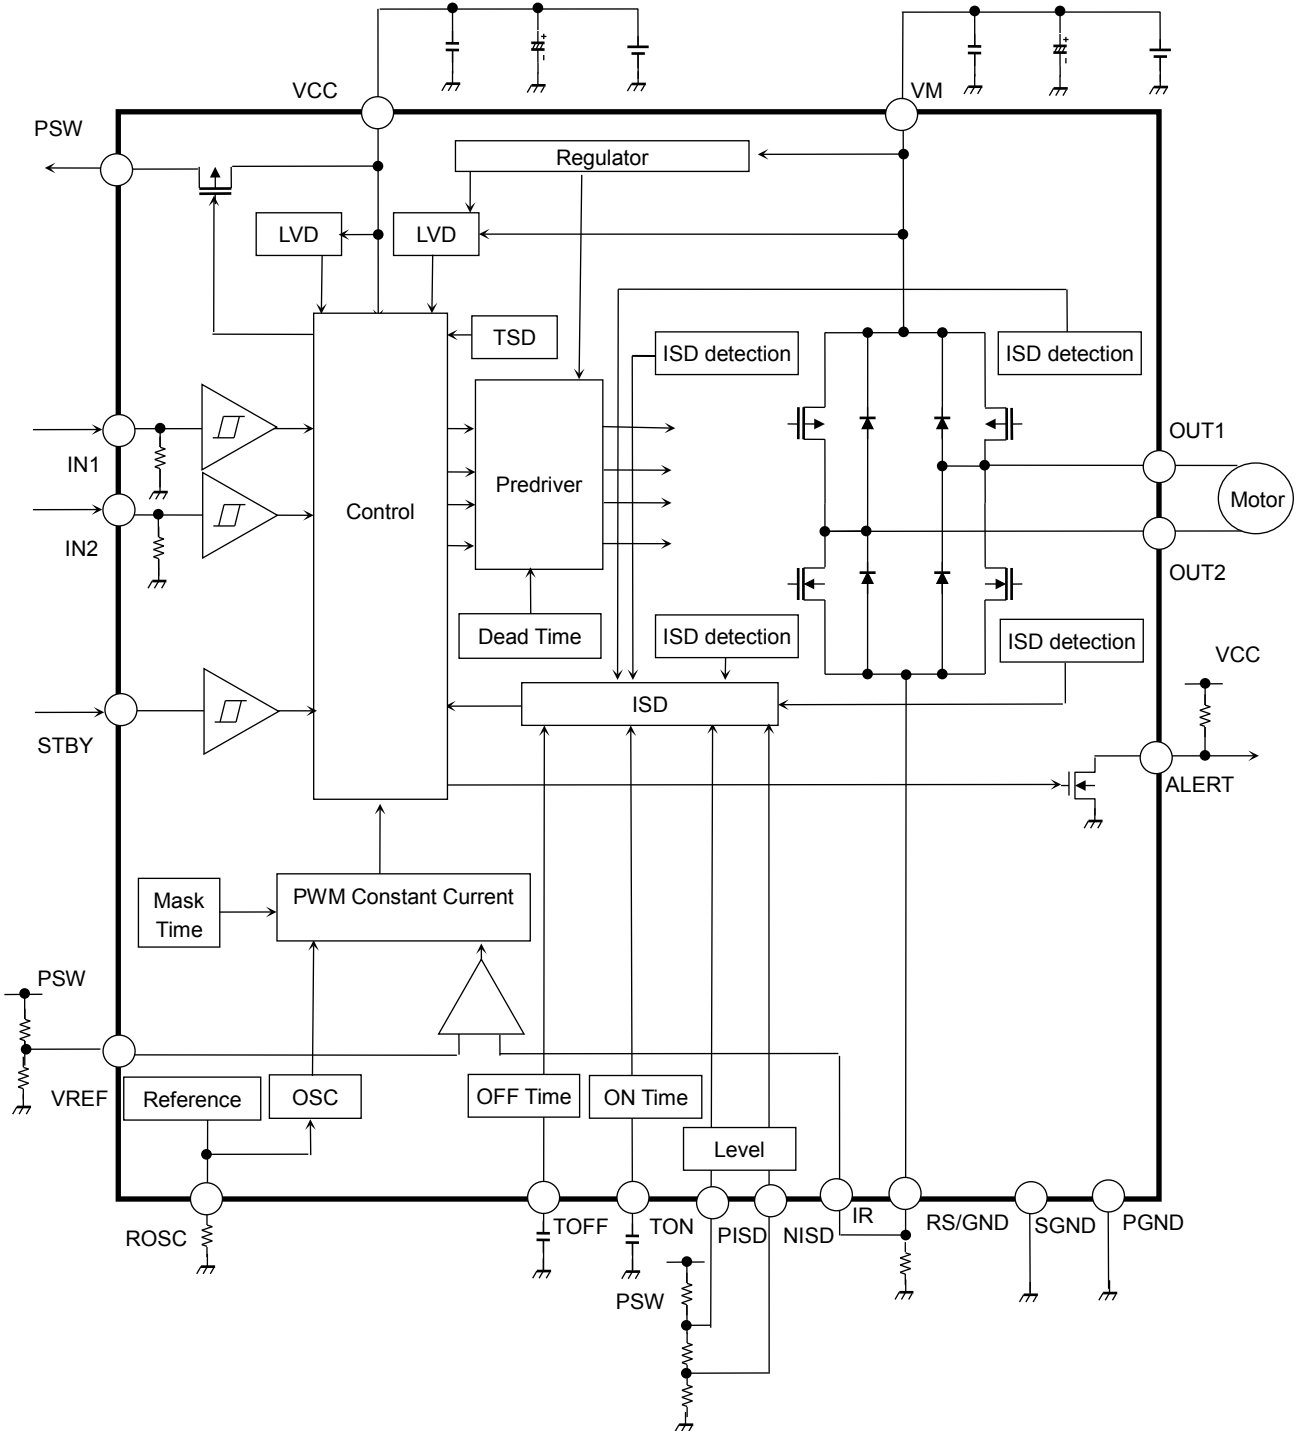 VCC
VM
PSW
Regulator
LVD
LVD
TSD
ISD detection
ISD detection
OUT1
IN1
Predriver
Motor
Control
IN2
OUT2
Dead Time
ISD detection
ISD detection
VCC
ISD
STBY
ALERT
PWM Constant Current
Mask
Time
PSW
VREF
Reference
OSC
OFF Time
ON Time
Level
ROSC
TOFF
TON
PISD
NISD
IR
RS/GND
SGND
PGND
PSW